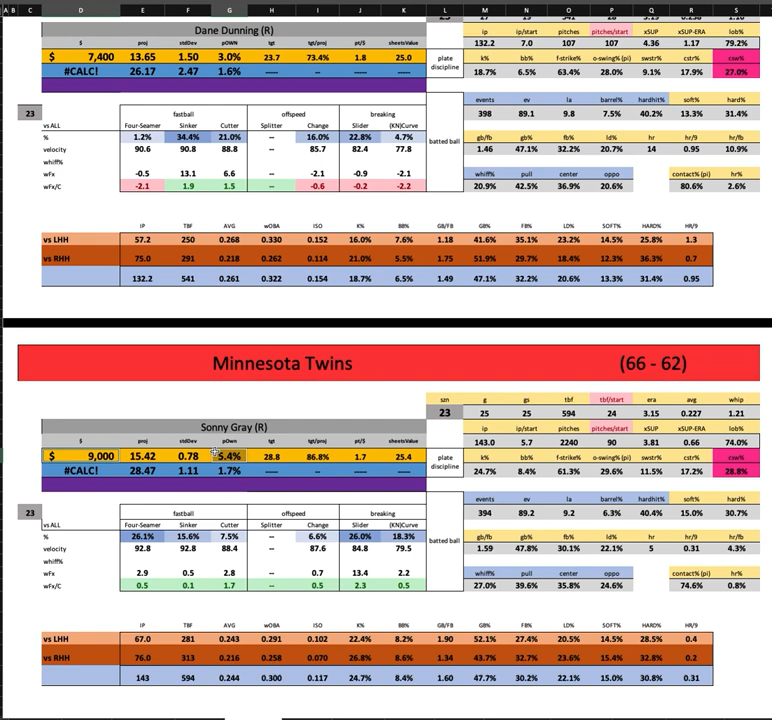 A B C D E F G H I J K L M N O P Q R S
Dane Dunning (R)
$ proj stdDev pOWN tgt tgt/proj pt/$ sheetsValue
ip ip/start pitches pitches/start xSUP xSUP-ERA lob%
132.2 7.0 107 107 4.36 1.17 79.2%
$ 7,400 13.65 1.50 3.0% 23.7 73.4% 1.8 25.0
plate discipline
k% bb% f-strike% o-swing% (pi) swstr% cstr% csw%
#CALC! 26.17 2.47 1.6% ---- ---- ---- ----
18.7% 6.5% 63.4% 28.0% 9.1% 17.9% 27.0%
events ev la barrel% hardhit% soft% hard%
23 fastball offspeed breaking
398 89.1 9.8 7.5% 40.2% 13.3% 31.4%
vs ALL Four-Seamer Sinker Cutter Splitter Change Slider (KN)Curve
% 1.2% 34.4% 21.0% -- 16.0% 22.8% 4.7%
batted ball
gb/fb gb% fb% ld% hr hr/9 hr/fb
velocity 90.6 90.8 88.8 -- 85.7 82.4 77.8
1.46 47.1% 32.2% 20.7% 14 0.95 10.9%
whiff%
wFx -0.5 13.1 6.6 -- -2.1 -0.9 -2.1
whiff% pull center oppo contact% (pi) hr%
wFx/C -2.1 1.9 1.5 -- -0.6 -0.2 -2.2
20.9% 42.5% 36.9% 20.6% 80.6% 2.6%
IP TBF AVG wOBA ISO K% BB% GB/FB GB% FB% LD% SOFT% HARD% HR/9
vs LHH 57.2 250 0.268 0.330 0.152 16.0% 7.6% 1.18 41.6% 35.1% 23.2% 14.5% 25.8% 1.3
vs RHH 75.0 291 0.218 0.262 0.114 21.0% 5.5% 1.75 51.9% 29.7% 18.4% 12.3% 36.3% 0.7
132.2 541 0.261 0.322 0.154 18.7% 6.5% 1.49 47.1% 32.2% 20.6% 13.3% 31.4% 0.95
Minnesota Twins (66 - 62)
szn g gs tbf tbf/start era avg whip
23 25 25 594 24 3.15 0.227 1.21
Sonny Gray (R)
ip ip/start pitches pitches/start xSUP xSUP-ERA lob%
$ proj stdDev pOwn tgt tgt/proj pt/$ sheetsValue
143.0 5.7 2240 90 3.81 0.66 74.0%
$ 9,000 15.42 0.78 5.4% 28.8 86.8% 1.7 25.4
plate discipline
k% bb% f-strike% o-swing% (pi) swstr% cstr% csw%
#CALC! 28.47 1.11 1.7% ---- ---- ---- ----
24.7% 8.4% 61.3% 29.6% 11.5% 17.2% 28.8%
events ev la barrel% hardhit% soft% hard%
23 fastball offspeed breaking
394 89.2 9.2 6.3% 40.4% 15.0% 30.7%
vs ALL Four-Seamer Sinker Cutter Splitter Change Slider (KN)Curve
% 26.1% 15.6% 7.5% -- 6.6% 26.0% 18.3%
batted ball
gb/fb gb% fb% ld% hr hr/9 hr/fb
velocity 92.8 92.8 88.4 -- 87.6 84.8 79.5
1.59 47.8% 30.1% 22.1% 5 0.31 4.3%
whiff%
wFx 2.9 0.5 2.8 -- 0.7 13.4 2.2
whiff% pull center oppo contact% (pi) hr%
wFx/C 0.5 0.1 1.7 -- 0.5 2.3 0.5
27.0% 39.6% 35.8% 24.6% 74.6% 0.8%
IP TBF AVG wOBA ISO K% BB% GB/FB GB% FB% LD% SOFT% HARD% HR/9
vs LHH 67.0 281 0.243 0.291 0.102 22.4% 8.2% 1.90 52.1% 27.4% 20.5% 14.5% 28.5% 0.4
vs RHH 76.0 313 0.216 0.258 0.070 26.8% 8.6% 1.34 43.7% 32.7% 23.6% 15.4% 32.8% 0.2
143 594 0.244 0.300 0.117 24.7% 8.4% 1.60 47.7% 30.2% 22.1% 15.0% 30.8% 0.31